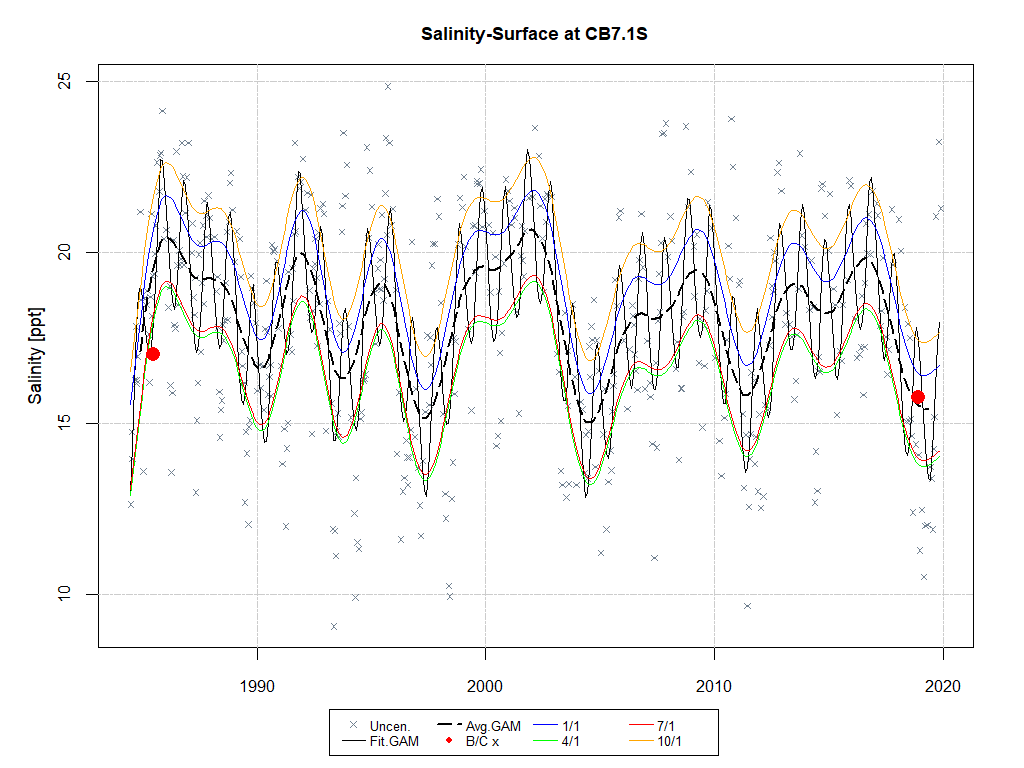 Salinity-Surface at CB7.1S
Salinity [ppt]
25
20
15
10
1990 2000 2010 2020
Uncen. Avg.GAM 1/1 7/1
Fit.GAM B/C x 4/1 10/1